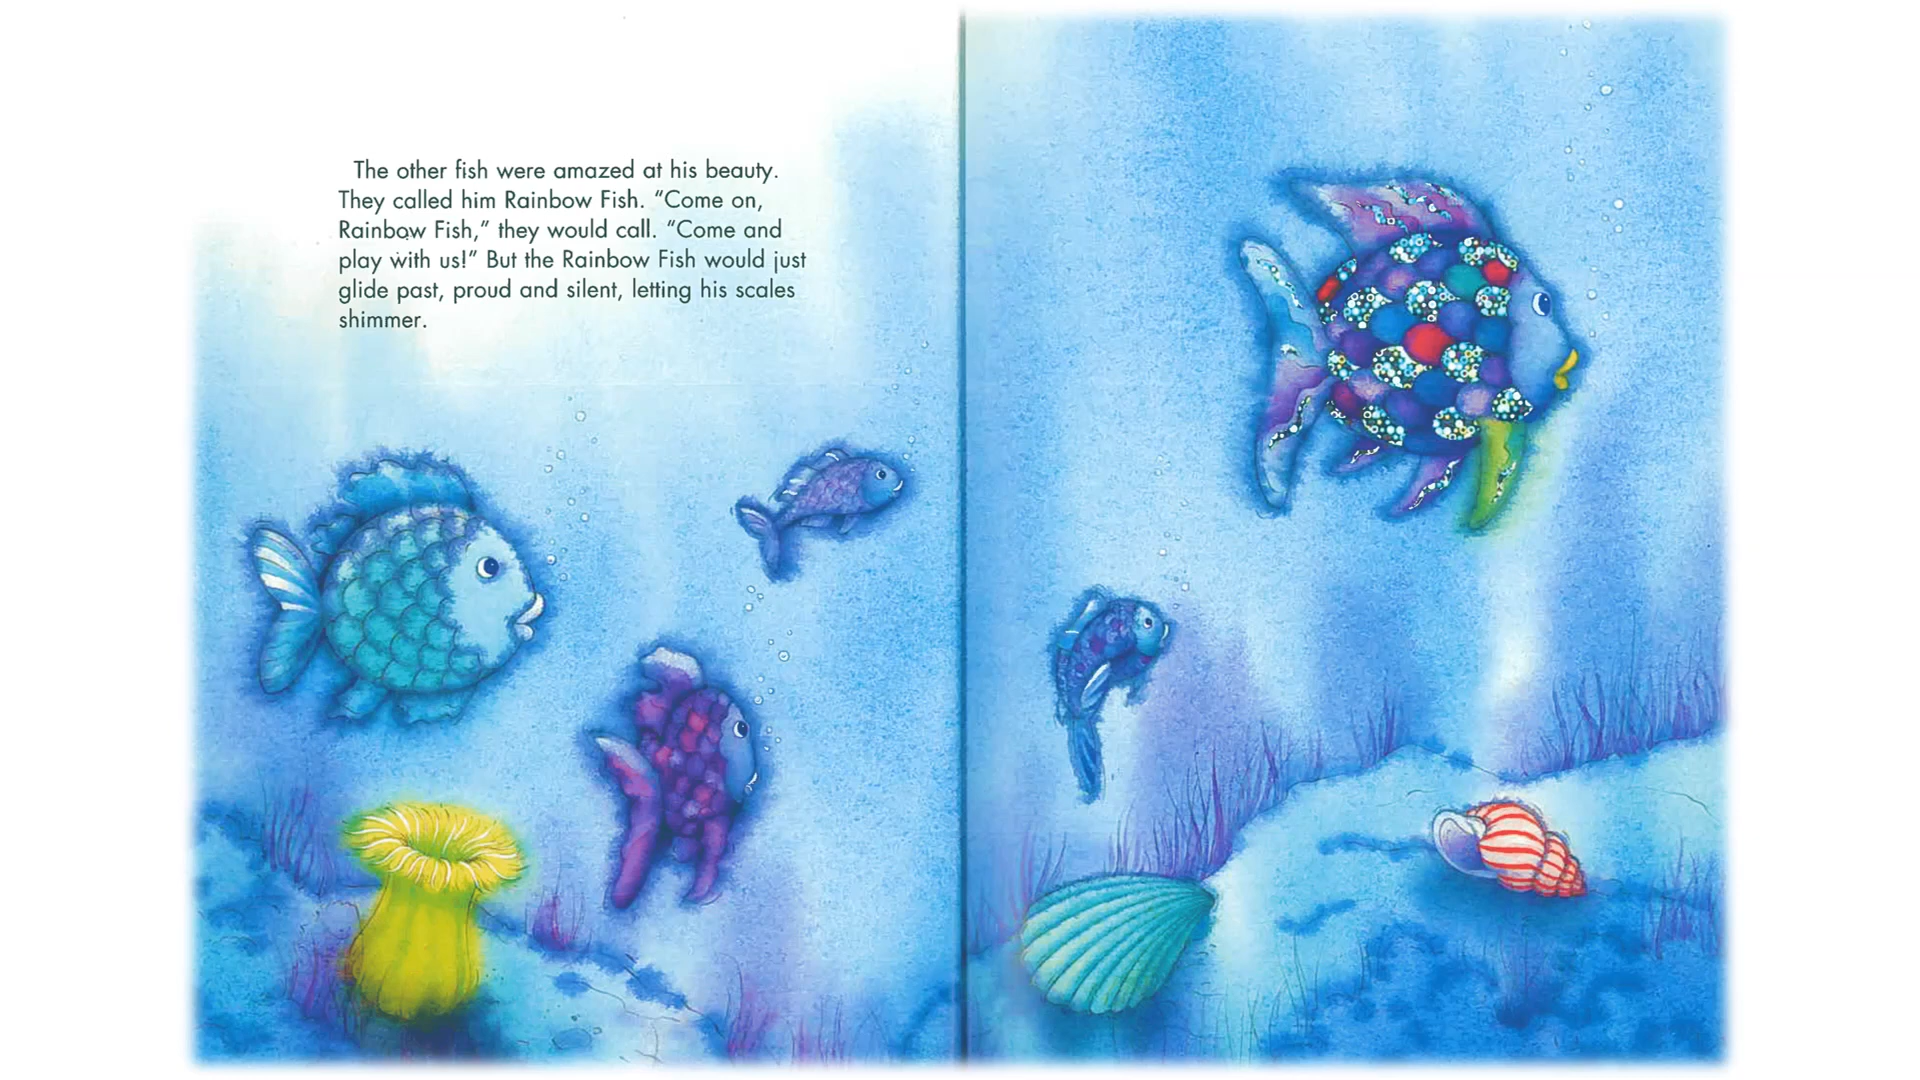 The other fish were amazed at his beauty.
They called him Rainbow Fish. “Come on,
Rainbow Fish,” they would call. “Come and
play with us!” But the Rainbow Fish would just
glide past, proud and silent, letting his scales
shimmer.